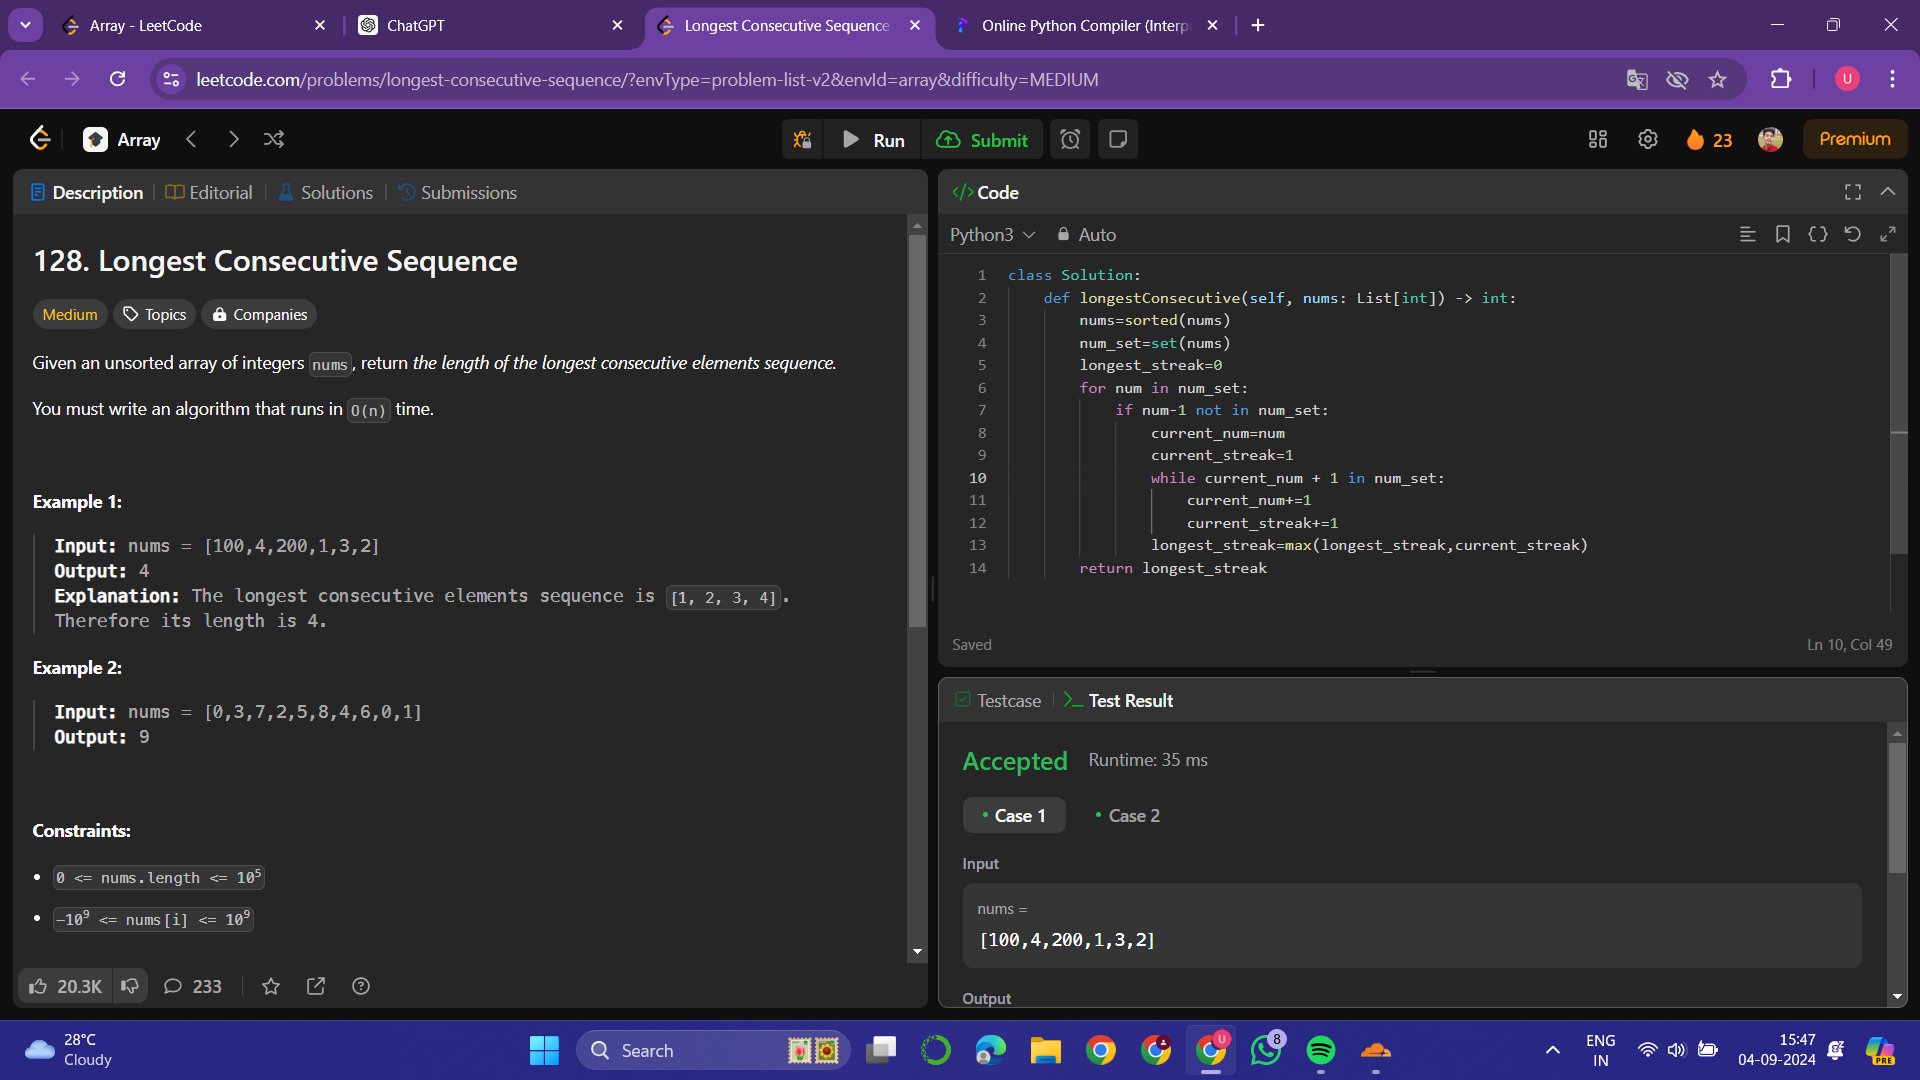 Array - LeetCode
ChatGPT
Longest Consecutive Sequence
Online Python Compiler (Interp
leetcode.com/problems/longest-consecutive-sequence/?envType=problem-list-v2&envId=array&difficulty=MEDIUM
U
Array
Run
Submit
23
Premium
Description
Editorial
Solutions
Submissions
128. Longest Consecutive Sequence
Medium
Topics
Companies
Given an unsorted array of integers nums, return the length of the longest consecutive elements sequence.
You must write an algorithm that runs in O(n) time.
Example 1:
Input: nums = [100,4,200,1,3,2]
Output: 4
Explanation: The longest consecutive elements sequence is [1, 2, 3, 4].
Therefore its length is 4.
Example 2:
Input: nums = [0,3,7,2,5,8,4,6,0,1]
Output: 9
Constraints:
• 0 <= nums.length <= 10⁵
• -10⁹ <= nums[i] <= 10⁹
20.3K
233
</> Code
Python3
Auto
1 class Solution:
2 def longestConsecutive(self, nums: List[int]) -> int:
3 nums=sorted(nums)
4 num_set=set(nums)
5 longest_streak=0
6 for num in num_set:
7 if num-1 not in num_set:
8 current_num=num
9 current_streak=1
10 while current_num + 1 in num_set:
11 current_num+=1
12 current_streak+=1
13 longest_streak=max(longest_streak,current_streak)
14 return longest_streak
Saved
Ln 10, Col 49
Testcase
Test Result
Accepted
Runtime: 35 ms
• Case 1
• Case 2
Input
nums =
[100,4,200,1,3,2]
Output
28°C
Cloudy
Search
U
8
ENG
IN
15:47
04-09-2024
PRE